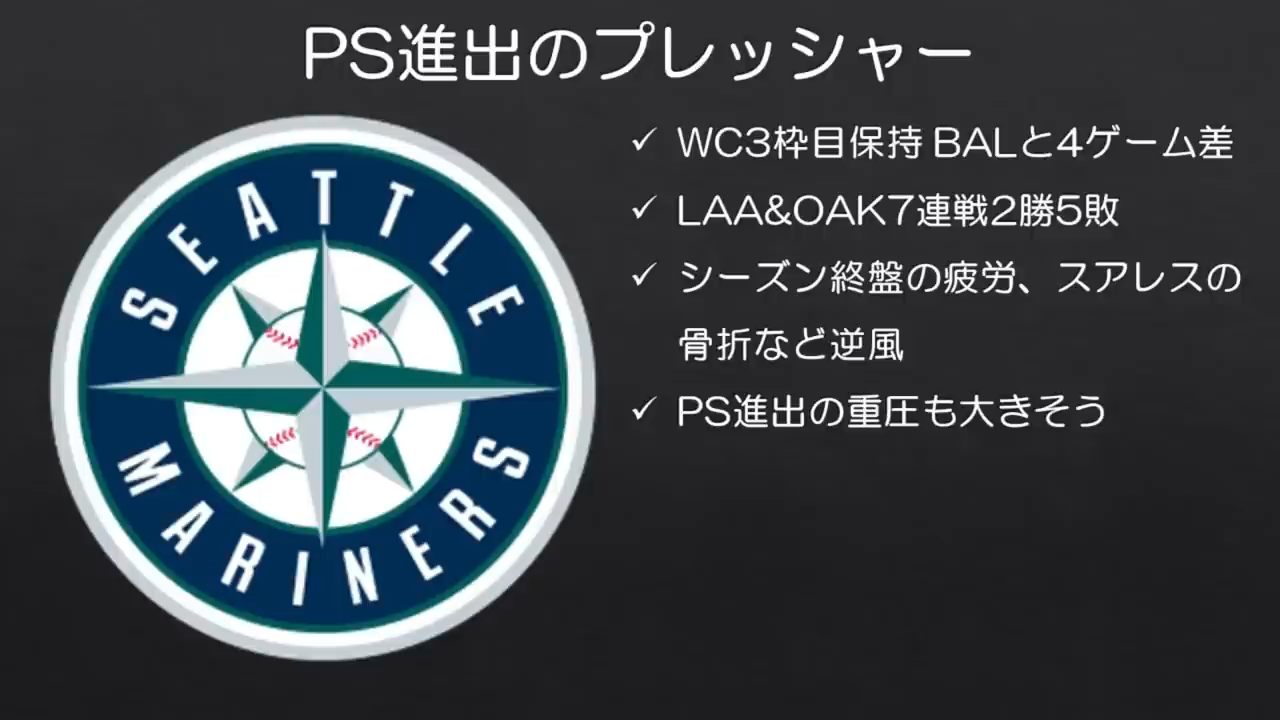 PS進出のプレッシャー
SEATTLE
MARINERS
WC3枠目保持 BALと4ゲーム差
LAA&OAK7連戦2勝5敗
シーズン終盤の疲労、スアレスの
骨折など逆風
PS進出の重圧も大きそう